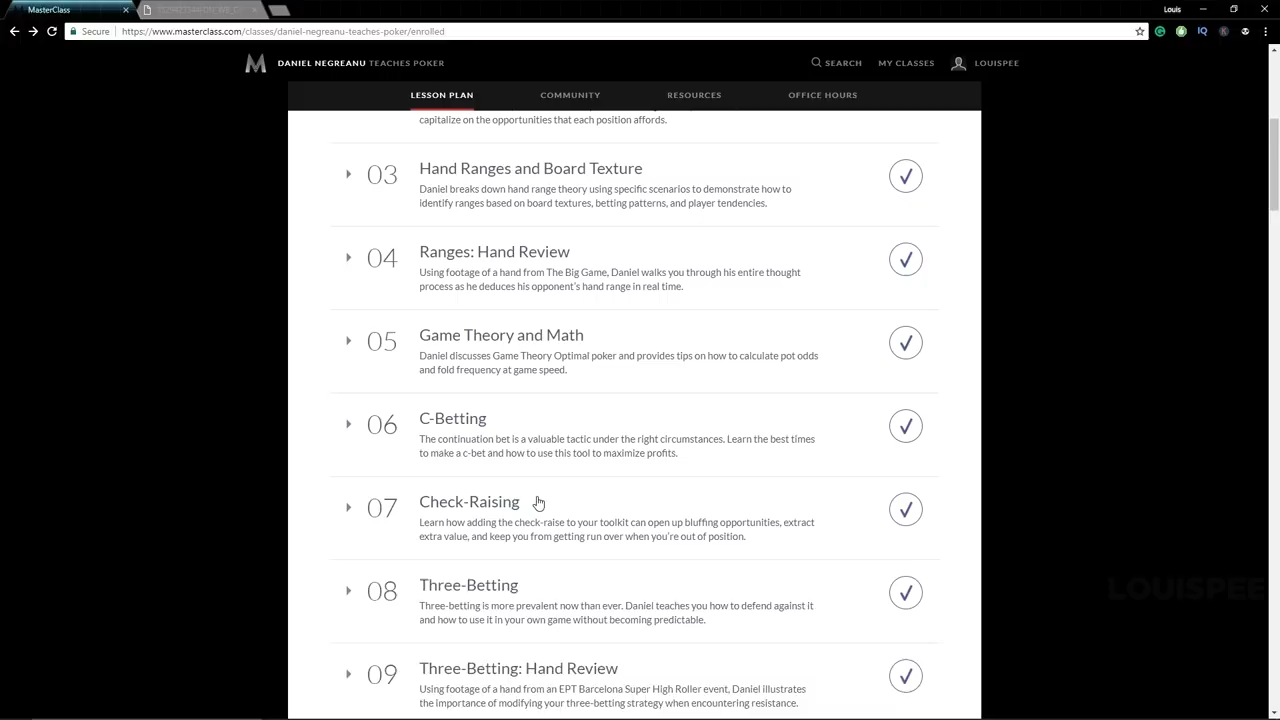 MasterClass
Louis
Secure
https://www.masterclass.com/classes/daniel-negreanu-teaches-poker/enrolled
DANIEL NEGREANU TEACHES POKER
SEARCH
MY CLASSES
LOUISPEE
LESSON PLAN
COMMUNITY
RESOURCES
OFFICE HOURS
capitalize on the opportunities that each position affords.
03
Hand Ranges and Board Texture
Daniel breaks down hand range theory using specific scenarios to demonstrate how to
identify ranges based on board textures, betting patterns, and player tendencies.
04
Ranges: Hand Review
Using footage of a hand from The Big Game, Daniel walks you through his entire thought
process as he deduces his opponent's hand range in real time.
05
Game Theory and Math
Daniel discusses Game Theory Optimal poker and provides tips on how to calculate pot odds
and fold frequency at game speed.
06
C-Betting
The continuation bet is a valuable tactic under the right circumstances. Learn the best times
to make a c-bet and how to use this tool to maximize profits.
07
Check-Raising
Learn how adding the check-raise to your toolkit can open up bluffing opportunities, extract
extra value, and keep you from getting run over when you're out of position.
08
Three-Betting
Three-betting is more prevalent now than ever. Daniel teaches you how to defend against it
and how to use it in your own game without becoming predictable.
LOUISPEE
09
Three-Betting: Hand Review
Using footage of a hand from an EPT Barcelona Super High Roller event, Daniel illustrates
the importance of modifying your three-betting strategy when encountering resistance.